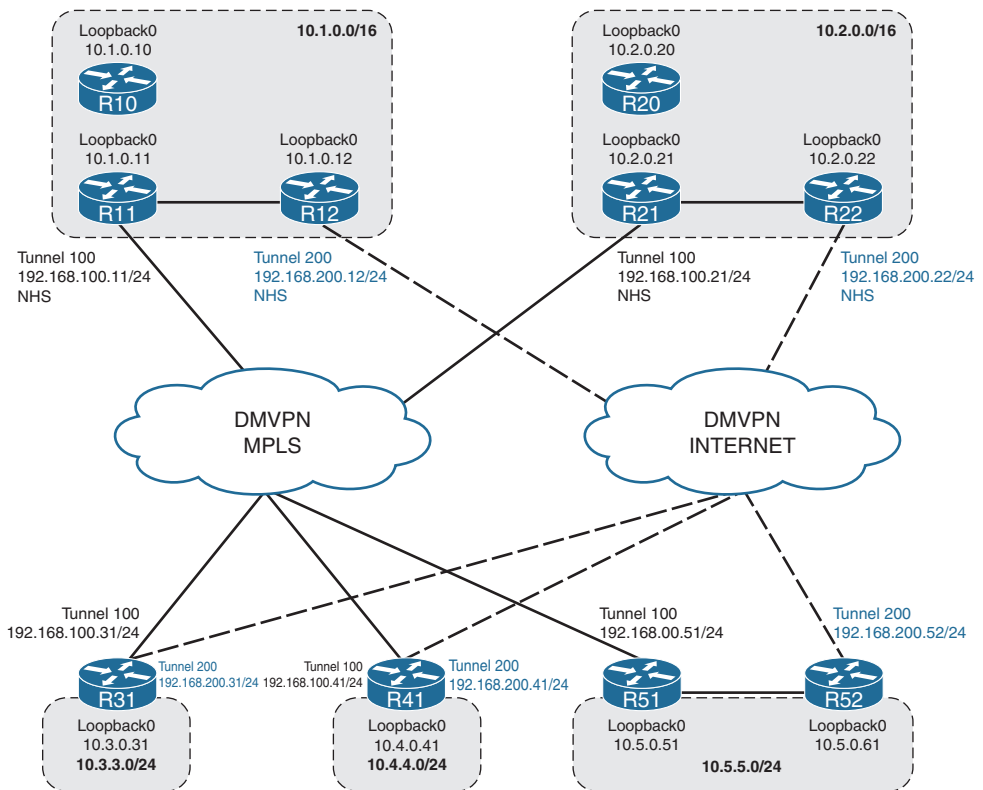 Loopback0
10.1.0.10
10.1.0.0/16
R10
Loopback0
10.1.0.11
Loopback0
10.1.0.12
R11
R12
Loopback0
10.2.0.20
10.2.0.0/16
R20
Loopback0
10.2.0.21
Loopback0
10.2.0.22
R21
R22
Tunnel 100
192.168.100.11/24
NHS
Tunnel 200
192.168.200.12/24
NHS
Tunnel 100
192.168.100.21/24
NHS
Tunnel 200
192.168.200.22/24
NHS
DMVPN
MPLS
DMVPN
INTERNET
Tunnel 100
192.168.100.31/24
Tunnel 200
192.168.200.31/24
Tunnel 100
192.168.100.41/24
Tunnel 200
192.168.200.41/24
Tunnel 100
192.168.00.51/24
Tunnel 200
192.168.200.52/24
R31
R41
R51
R52
Loopback0
10.3.0.31
10.3.3.0/24
Loopback0
10.4.0.41
10.4.4.0/24
Loopback0
10.5.0.51
10.5.5.0/24
Loopback0
10.5.0.61